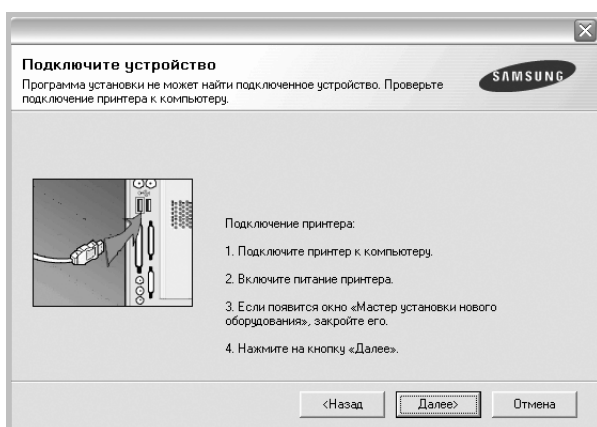 Подключите устройство
Программа установки не может найти подключенное устройство. Проверьте
подключение принтера к компьютеру.
SAMSUNG
Подключение принтера:
1. Подключите принтер к компьютеру.
2. Включите питание принтера.
3. Если появится окно «Мастер установки нового
оборудования», закройте его.
4. Нажмите на кнопку «Далее».
<Назад
Далее>
Отмена